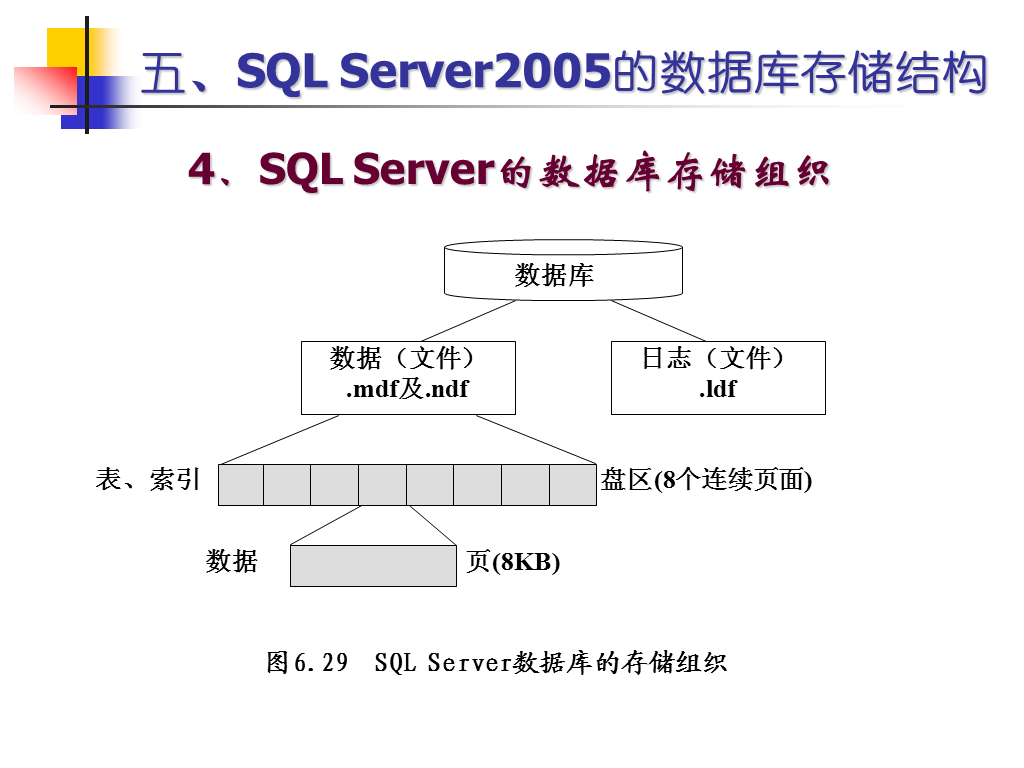 五、SQL Server2005的数据库存储结构
4、SQL Server的数据库存储组织
数据库
数据（文件）
.mdf及.ndf
日志（文件）
.ldf
表、索引
盘区(8个连续页面)
数据
页(8KB)
图6.29 SQL Server数据库的存储组织